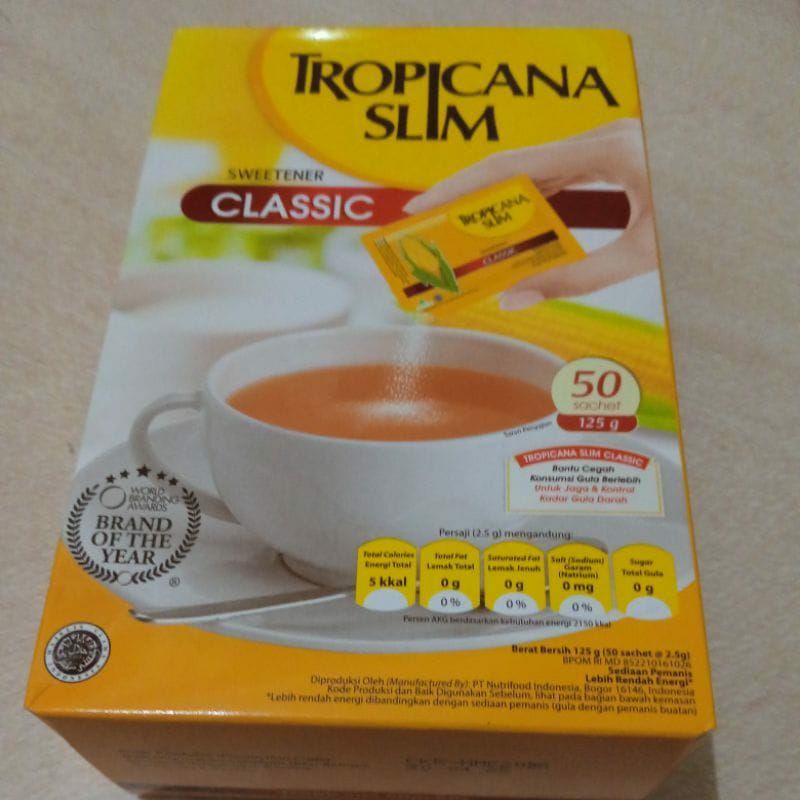 TROPICANA
SLIM
SWEETENER
CLASSIC
TROPICANA
SLIM
CLASSIC
50
sachet
125 g
Saran Penyajian
TROPICANA SLIM CLASSIC
Bantu Cegah
Konsumsi Gula Berlebih
Untuk Jaga & Kontrol
Kadar Gula Darah
WORLD
BRANDING
AWARDS
BRAND
OF THE
YEAR
®
Persaji (2.5 g) mengandung:
Total Calories
Energi Total
5 kkal
Total Fat
Lemak Total
0 g
0 %
Saturated Fat
Lemak Jenuh
0 g
0 %
Salt (Sodium)
Garam
(Natrium)
0 mg
0 %
Sugar
Total Gula
0 g
Persen AKG berdasarkan kebutuhan energi 2150 kkal
Berat Bersih 125 g (50 sachet @ 2.5g)
BPOM RI MD 852210161026
Sediaan Pemanis
Lebih Rendah Energi*
Diproduksi Oleh (Manufactured By): PT Nutrifood Indonesia, Bogor 16146, Indonesia
Kode Produksi dan Baik Digunakan Sebelum, lihat pada bagian bawah kemasan
*Lebih rendah energi dibandingkan dengan sediaan pemanis (gula dengan pemanis buatan)